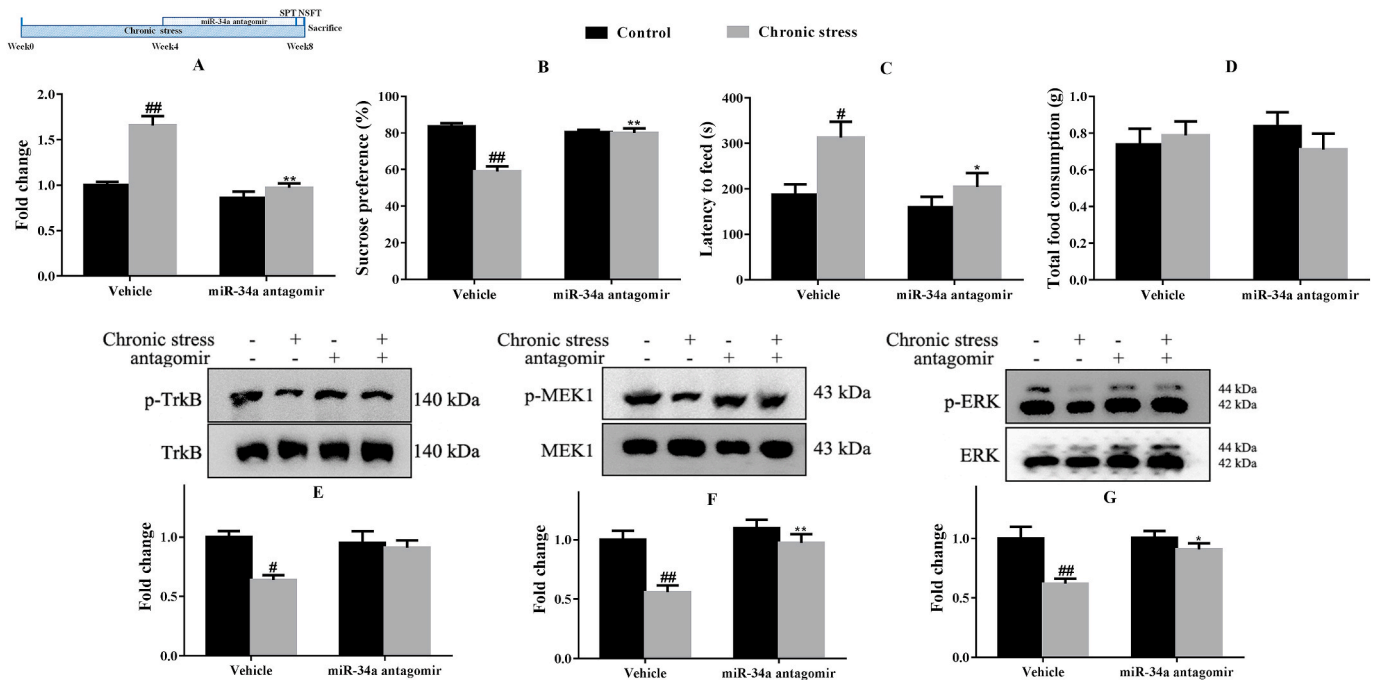 SPT NSFT
miR-34a antagomir
Chronic stress
Sacrifice
Week0 Week4 Week8
Control Chronic stress
A
Fold change
2.0
1.5
1.0
0.5
0.0
##
**
Vehicle miR-34a antagomir
B
Sucrose preference (%)
100
80
60
40
20
0
##
**
Vehicle miR-34a antagomir
C
Latency to feed (s)
400
300
200
100
0
#
*
Vehicle miR-34a antagomir
D
Total food consumption (g)
1.0
0.8
0.6
0.4
0.2
0.0
Vehicle miR-34a antagomir
Chronic stress - + - +
antagomir - - + +
p-TrkB 140 kDa
TrkB 140 kDa
E
Fold change
1.0
0.5
0.0
#
Vehicle miR-34a antagomir
Chronic stress - + - +
antagomir - - + +
p-MEK1 43 kDa
MEK1 43 kDa
F
Fold change
1.0
0.5
0.0
##
**
Vehicle miR-34a antagomir
Chronic stress - + - +
antagomir - - + +
p-ERK 44 kDa
42 kDa
ERK 44 kDa
42 kDa
G
Fold change
1.0
0.5
0.0
##
*
Vehicle miR-34a antagomir